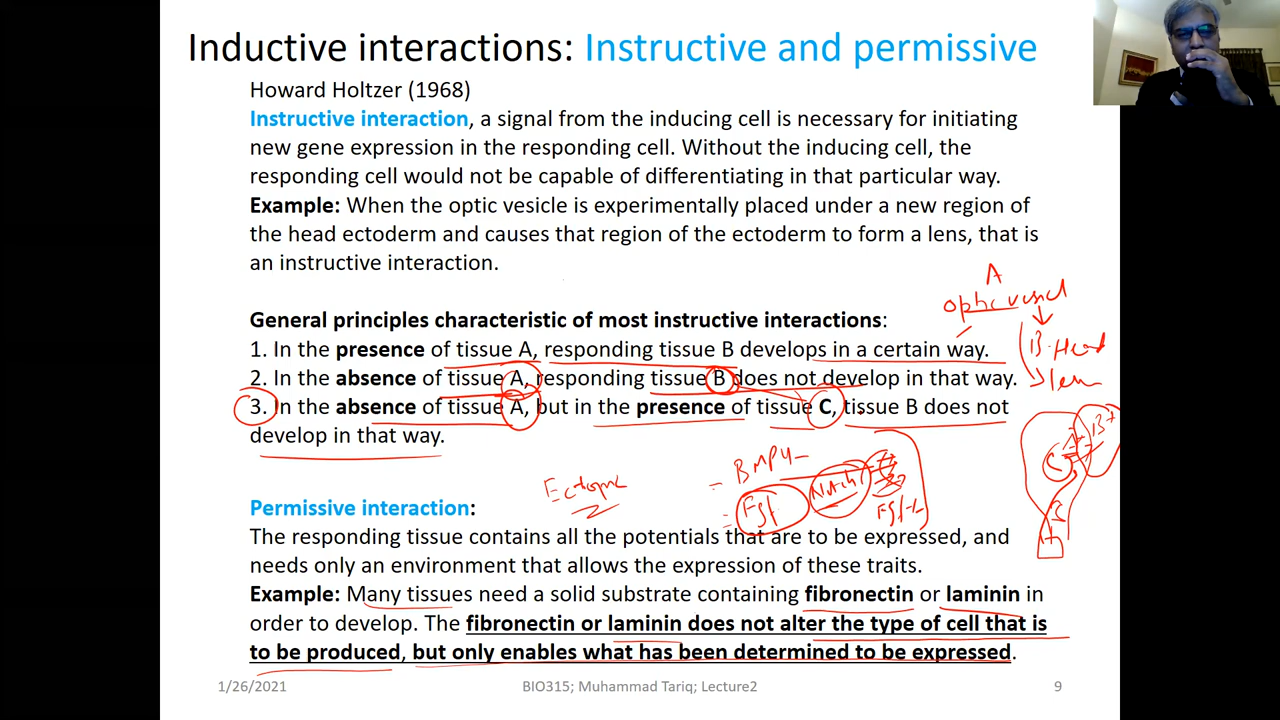 Inductive interactions: Instructive and permissive
Howard Holtzer (1968)
Instructive interaction, a signal from the inducing cell is necessary for initiating
new gene expression in the responding cell. Without the inducing cell, the
responding cell would not be capable of differentiating in that particular way.
Example: When the optic vesicle is experimentally placed under a new region of
the head ectoderm and causes that region of the ectoderm to form a lens, that is
an instructive interaction.
A
optic vesicel
General principles characteristic of most instructive interactions:
1. In the presence of tissue A, responding tissue B develops in a certain way.
B. Head
2. In the absence of tissue A, responding tissue B does not develop in that way.
lens
3. In the absence of tissue A, but in the presence of tissue C, tissue B does not
develop in that way.
B
C
BMP4
Ectopic
Fgf
Notch
Permissive interaction:
The responding tissue contains all the potentials that are to be expressed, and
needs only an environment that allows the expression of these traits.
Example: Many tissues need a solid substrate containing fibronectin or laminin in
order to develop. The fibronectin or laminin does not alter the type of cell that is
to be produced, but only enables what has been determined to be expressed.
1/26/2021
BIO315; Muhammad Tariq; Lecture2
9